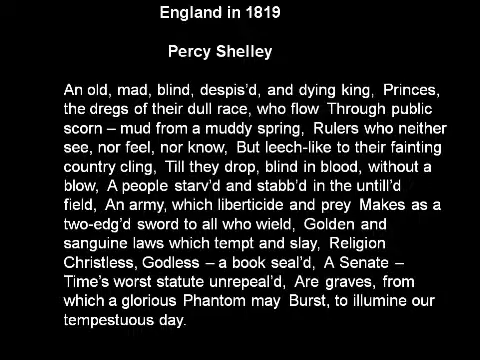 England in 1819
Percy Shelley
An old, mad, blind, despis'd, and dying king, Princes,
the dregs of their dull race, who flow Through public
scorn – mud from a muddy spring, Rulers who neither
see, nor feel, nor know, But leech-like to their fainting
country cling, Till they drop, blind in blood, without a
blow, A people starv'd and stabb'd in the untill'd
field, An army, which liberticide and prey Makes as a
two-edg'd sword to all who wield, Golden and
sanguine laws which tempt and slay, Religion
Christless, Godless – a book seal'd, A Senate –
Time's worst statute unrepeal'd, Are graves, from
which a glorious Phantom may Burst, to illumine our
tempestuous day.